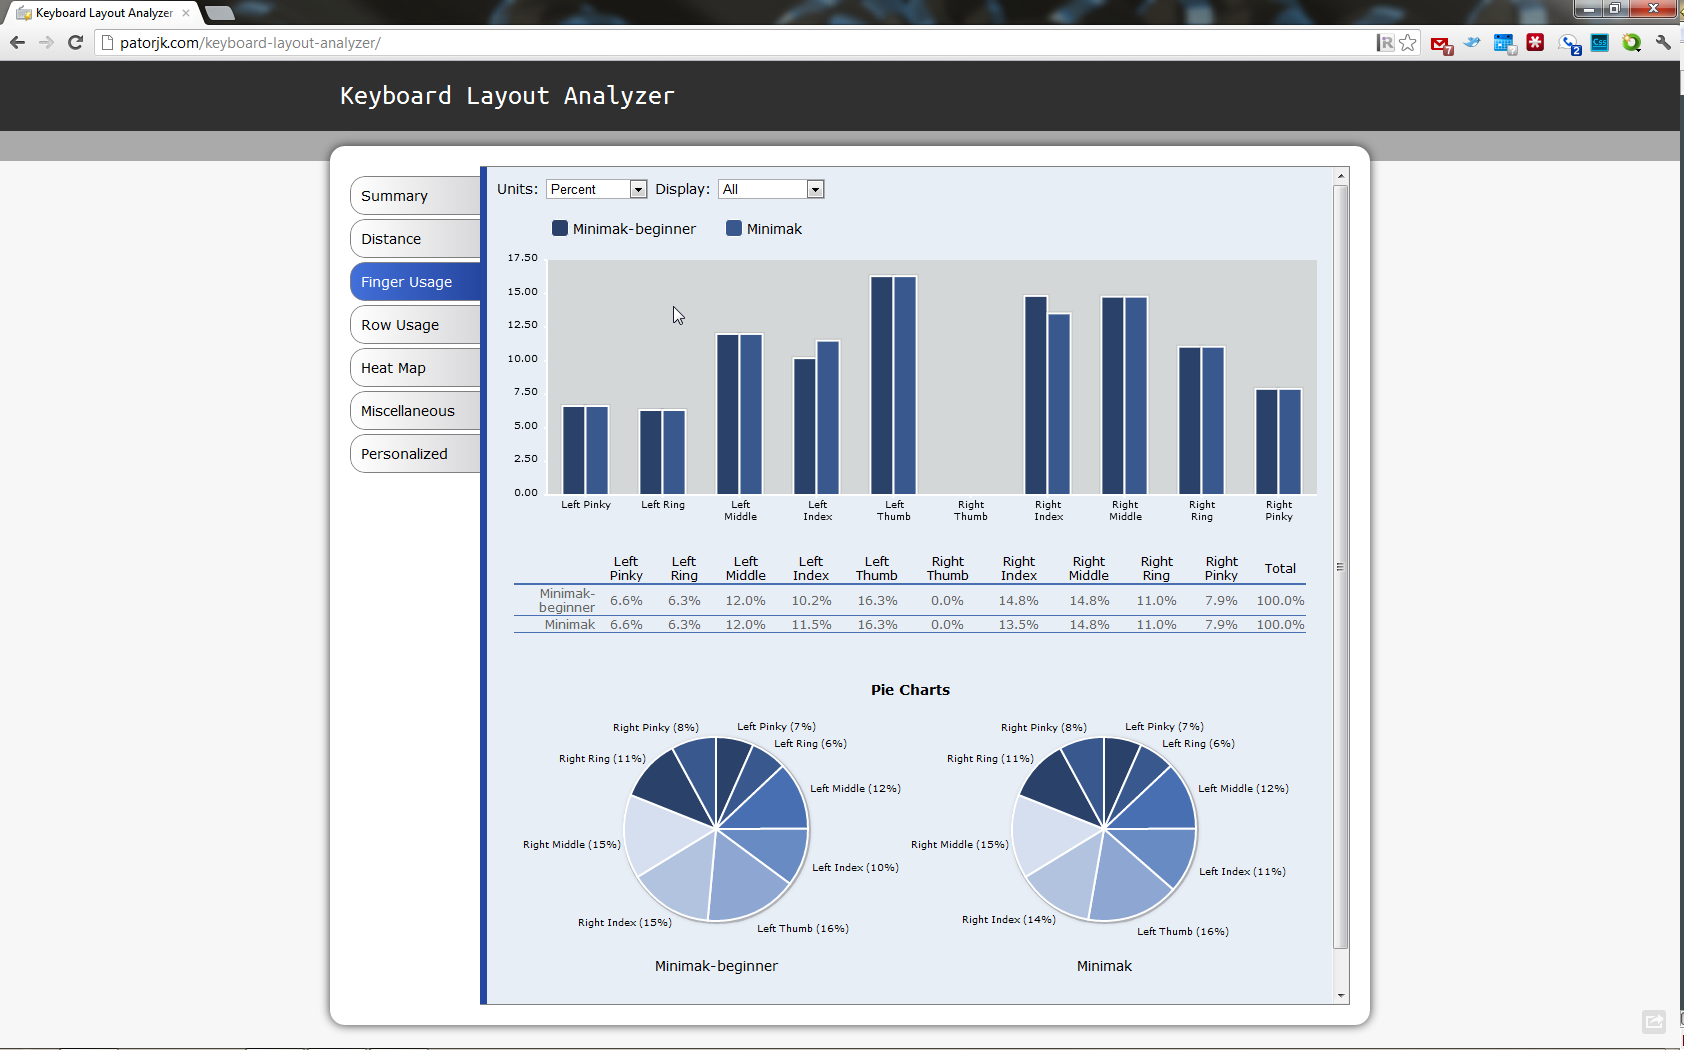 Keyboard Layout Analyzer
patorjk.com/keyboard-layout-analyzer/
7
2
Css
Keyboard Layout Analyzer
Summary
Distance
Finger Usage
Row Usage
Heat Map
Miscellaneous
Personalized
Units: Percent Display: All
Minimak-beginner Minimak
17.50
15.00
12.50
10.00
7.50
5.00
2.50
0.00
Left Pinky Left Ring Left Middle Left Index Left Thumb Right Thumb Right Index Right Middle Right Ring Right Pinky
Left Pinky Left Ring Left Middle Left Index Left Thumb Right Thumb Right Index Right Middle Right Ring Right Pinky Total
Minimak-beginner 6.6% 6.3% 12.0% 10.2% 16.3% 0.0% 14.8% 14.8% 11.0% 7.9% 100.0%
Minimak 6.6% 6.3% 12.0% 11.5% 16.3% 0.0% 13.5% 14.8% 11.0% 7.9% 100.0%
Pie Charts
Right Pinky (8%) Left Pinky (7%)
Left Ring (6%)
Right Ring (11%)
Left Middle (12%)
Right Middle (15%)
Left Index (10%)
Right Index (15%)
Left Thumb (16%)
Minimak-beginner
Right Pinky (8%) Left Pinky (7%)
Left Ring (6%)
Right Ring (11%)
Left Middle (12%)
Right Middle (15%)
Left Index (11%)
Right Index (14%)
Left Thumb (16%)
Minimak